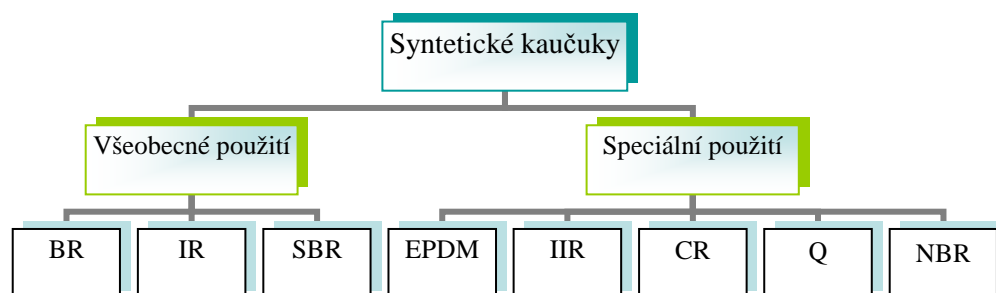 Syntetické kaučuky
Všeobecné použití
Speciální použití
BR
IR
SBR
EPDM
IIR
CR
Q
NBR